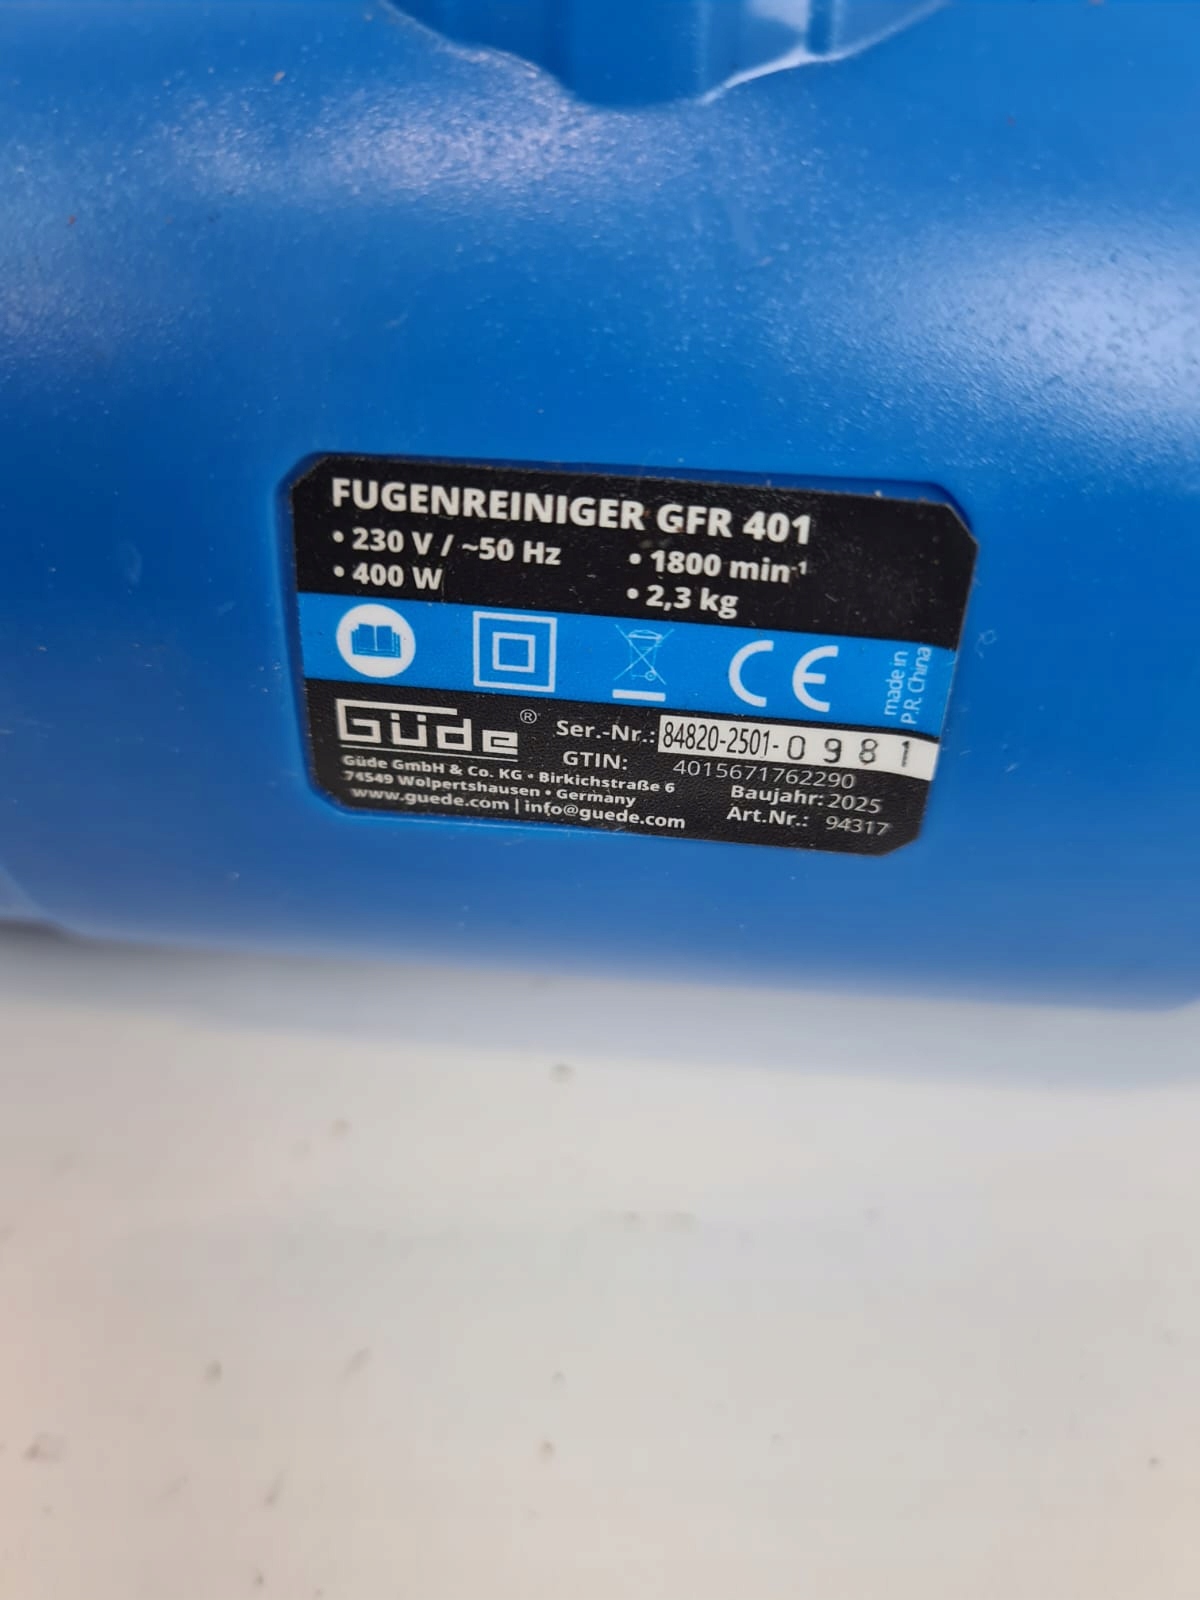 FUGENREINIGER GFR 401
• 230 V / ~50 Hz
• 1800 min-1
• 400 W
• 2,3 kg
CE
made in
P.R. China
Güde ®
Ser.-Nr.: 84820-2501-0981
GTIN: 4015671762290
Güde GmbH & Co. KG • Birkichstraße 6
74549 Wolpertshausen • Germany
www.guede.com | info@guede.com
Baujahr: 2025
Art.Nr.: 94317